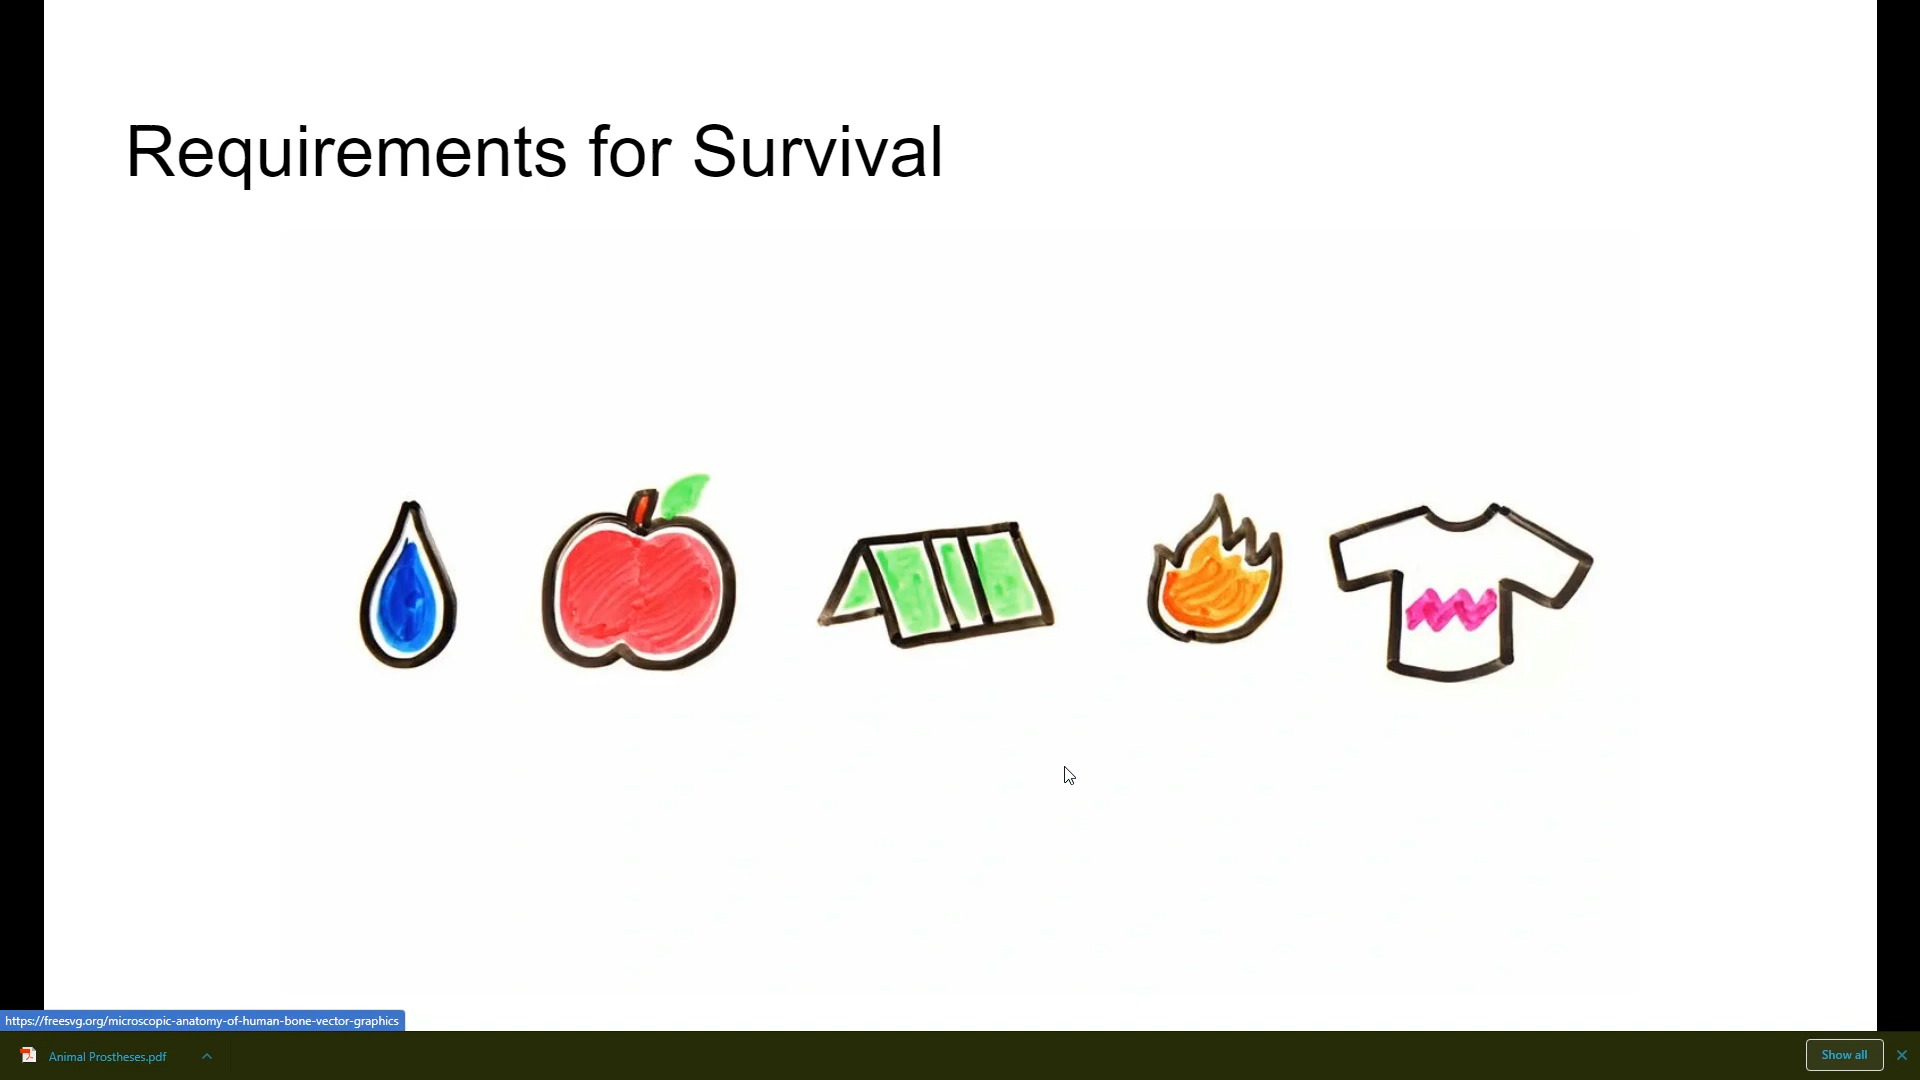 Requirements for Survival
https://freesvg.org/microscopic-anatomy-of-human-bone-vector-graphics
Animal Prostheses.pdf
Show all